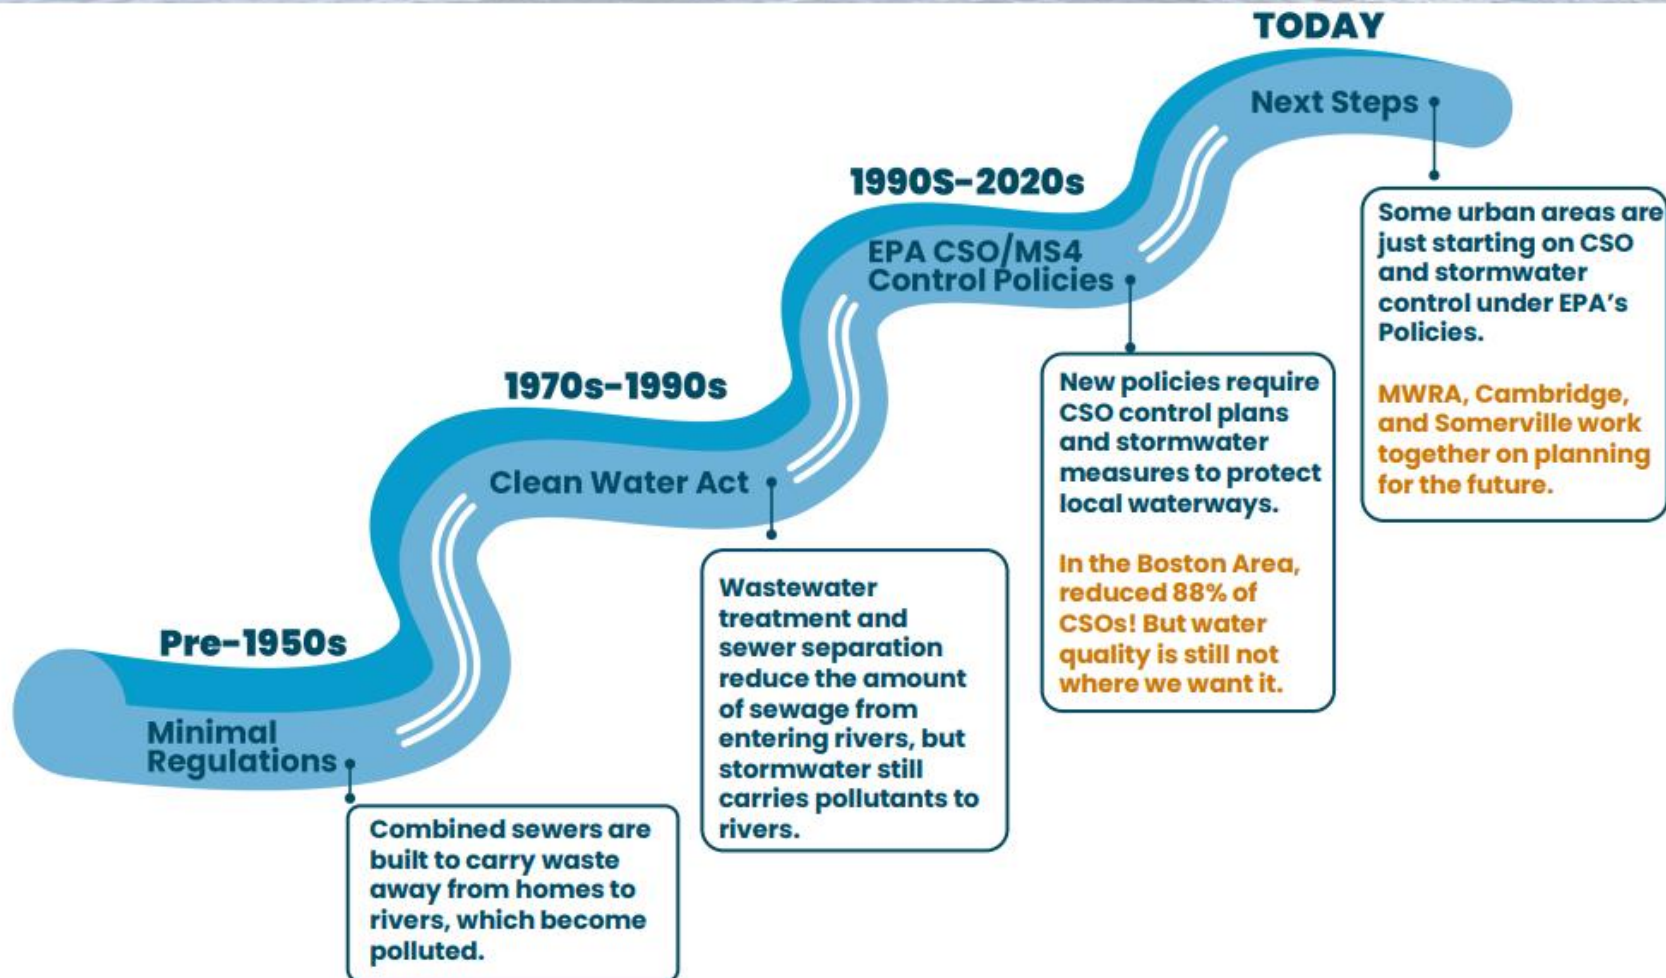 Pre-1950s
Minimal
Regulations
Combined sewers are
built to carry waste
away from homes to
rivers, which become
polluted.
1970s-1990s
Clean Water Act
Wastewater
treatment and
sewer separation
reduce the amount
of sewage from
entering rivers, but
stormwater still
carries pollutants to
rivers.
1990S-2020s
EPA CSO/MS4
Control Policies
New policies require
CSO control plans
and stormwater
measures to protect
local waterways.
In the Boston Area,
reduced 88% of
CSOs! But water
quality is still not
where we want it.
TODAY
Next Steps
Some urban areas are
just starting on CSO
and stormwater
control under EPA’s
Policies.
MWRA, Cambridge,
and Somerville work
together on planning
for the future.